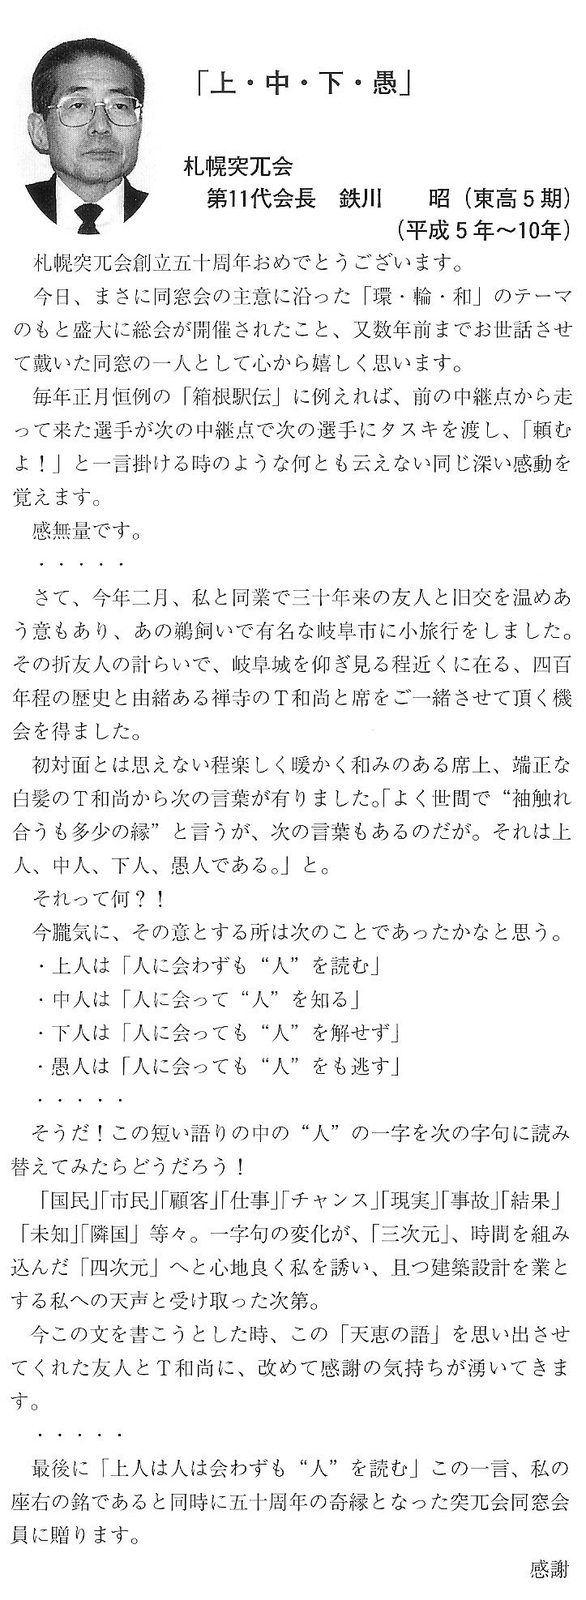 「上・中・下・愚」
札幌突兀会
第11代会長　鉄川　　昭（東高５期）
（平成５年〜10年）
　札幌突兀会創立五十周年おめでとうございます。
　今日、まさに同窓会の主意に沿った「環・輪・和」のテーマ
のもと盛大に総会が開催されたこと、又数年前までお世話させ
て戴いた同窓の一人として心から嬉しく思います。
　毎年正月恒例の「箱根駅伝」に例えれば、前の中継点から走
って来た選手が次の中継点で次の選手にタスキを渡し、「頼む
よ！」と一言掛ける時のような何とも云えない同じ深い感動を
覚えます。
　感無量です。
　・・・・・
　さて、今年二月、私と同業で三十年来の友人と旧交を温めあ
う意もあり、あの鵜飼いで有名な岐阜市に小旅行をしました。
その折友人の計らいで、岐阜城を仰ぎ見る程近くに在る、四百
年程の歴史と由緒ある禅寺のＴ和尚と席をご一緒させて頂く機
会を得ました。
　初対面とは思えない程楽しく暖かく和みのある席上、端正な
白髪のＴ和尚から次の言葉が有りました。「よく世間で“袖触れ
合うも多少の縁”と言うが、次の言葉もあるのだが。それは上
人、中人、下人、愚人である。」と。
　それって何？！
　今朧気に、その意とする所は次のことであったかなと思う。
　・上人は「人に会わずも“人”を読む」
　・中人は「人に会って“人”を知る」
　・下人は「人に会っても“人”を解せず」
　・愚人は「人に会っても“人”をも逃す」
　・・・・・
　そうだ！この短い語りの中の“人”の一字を次の字句に読み
替えてみたらどうだろう！
　「国民」「市民」「顧客」「仕事」「チャンス」「現実」「事故」「結果」
「未知」「隣国」等々。一字句の変化が、「三次元」、時間を組み
込んだ「四次元」へと心地良く私を誘い、且つ建築設計を業と
する私への天声と受け取った次第。
　今この文を書こうとした時、この「天恵の語」を思い出させ
てくれた友人とＴ和尚に、改めて感謝の気持ちが湧いてきま
す。
　・・・・・
　最後に「上人は人は会わずも“人”を読む」この一言、私の
座右の銘であると同時に五十周年の奇縁となった突兀会同窓会
員に贈ります。
感謝